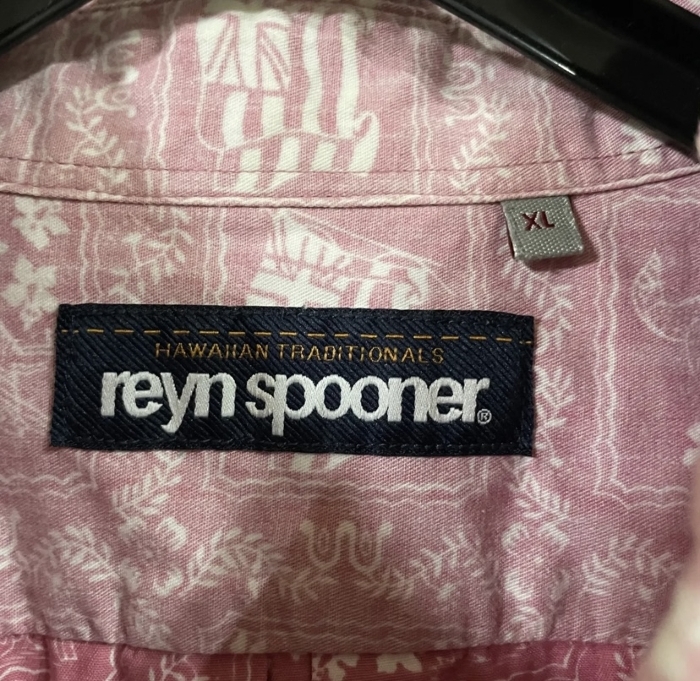 XL
HAWAIIAN TRADITIONALS
reyn spooner®